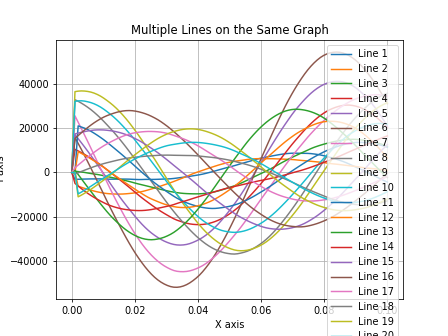 Multiple Lines on the Same Graph
40000
20000
0
−20000
−40000
0.00
0.02
0.04
0.06
0.10
X axis
axis
Line 1
Line 2
Line 3
Line 4
Line 5
Line 6
Line 7
Line 8
Line 9
Line 10
Line 11
Line 12
Line 13
Line 14
Line 15
Line 16
Line 17
Line 18
Line 19
Line 20